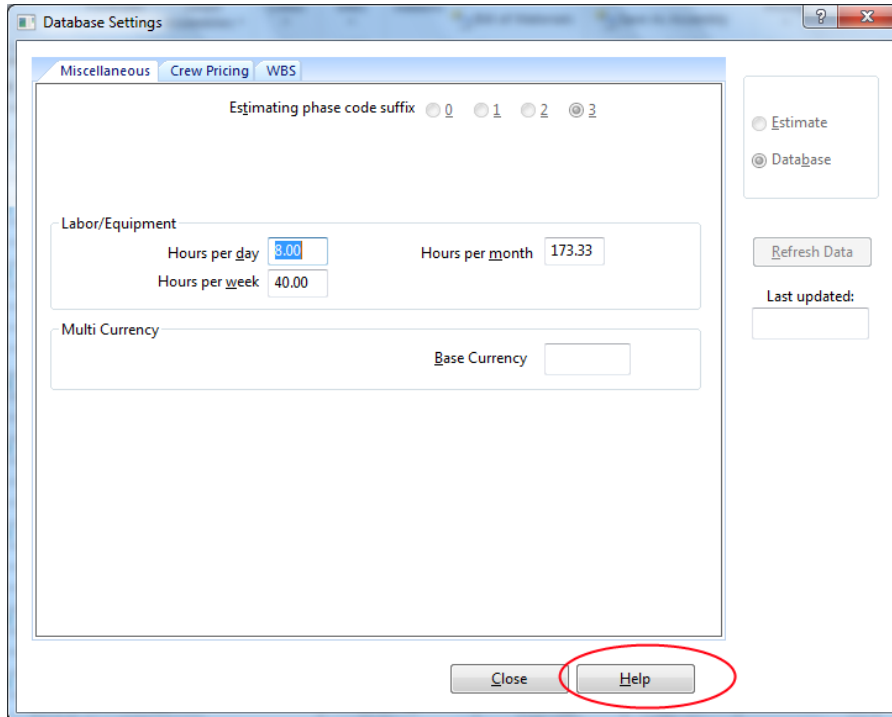 Database Settings
?
X
Miscellaneous Crew Pricing WBS
Estimating phase code suffix 0 1 2 3
Estimate
Database
Labor/Equipment
Hours per day 8.00 Hours per month 173.33
Refresh Data
Hours per week 40.00
Last updated:
Multi Currency
Base Currency
Close Help